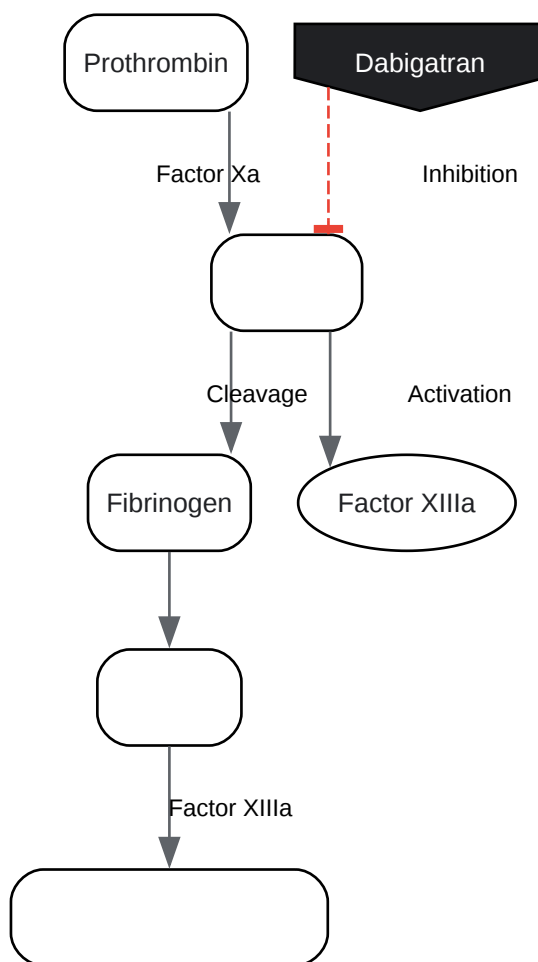 Prothrombin
Dabigatran
Factor Xa
Inhibition
Cleavage
Activation
Fibrinogen
Factor XIIIa
Factor XIIIa